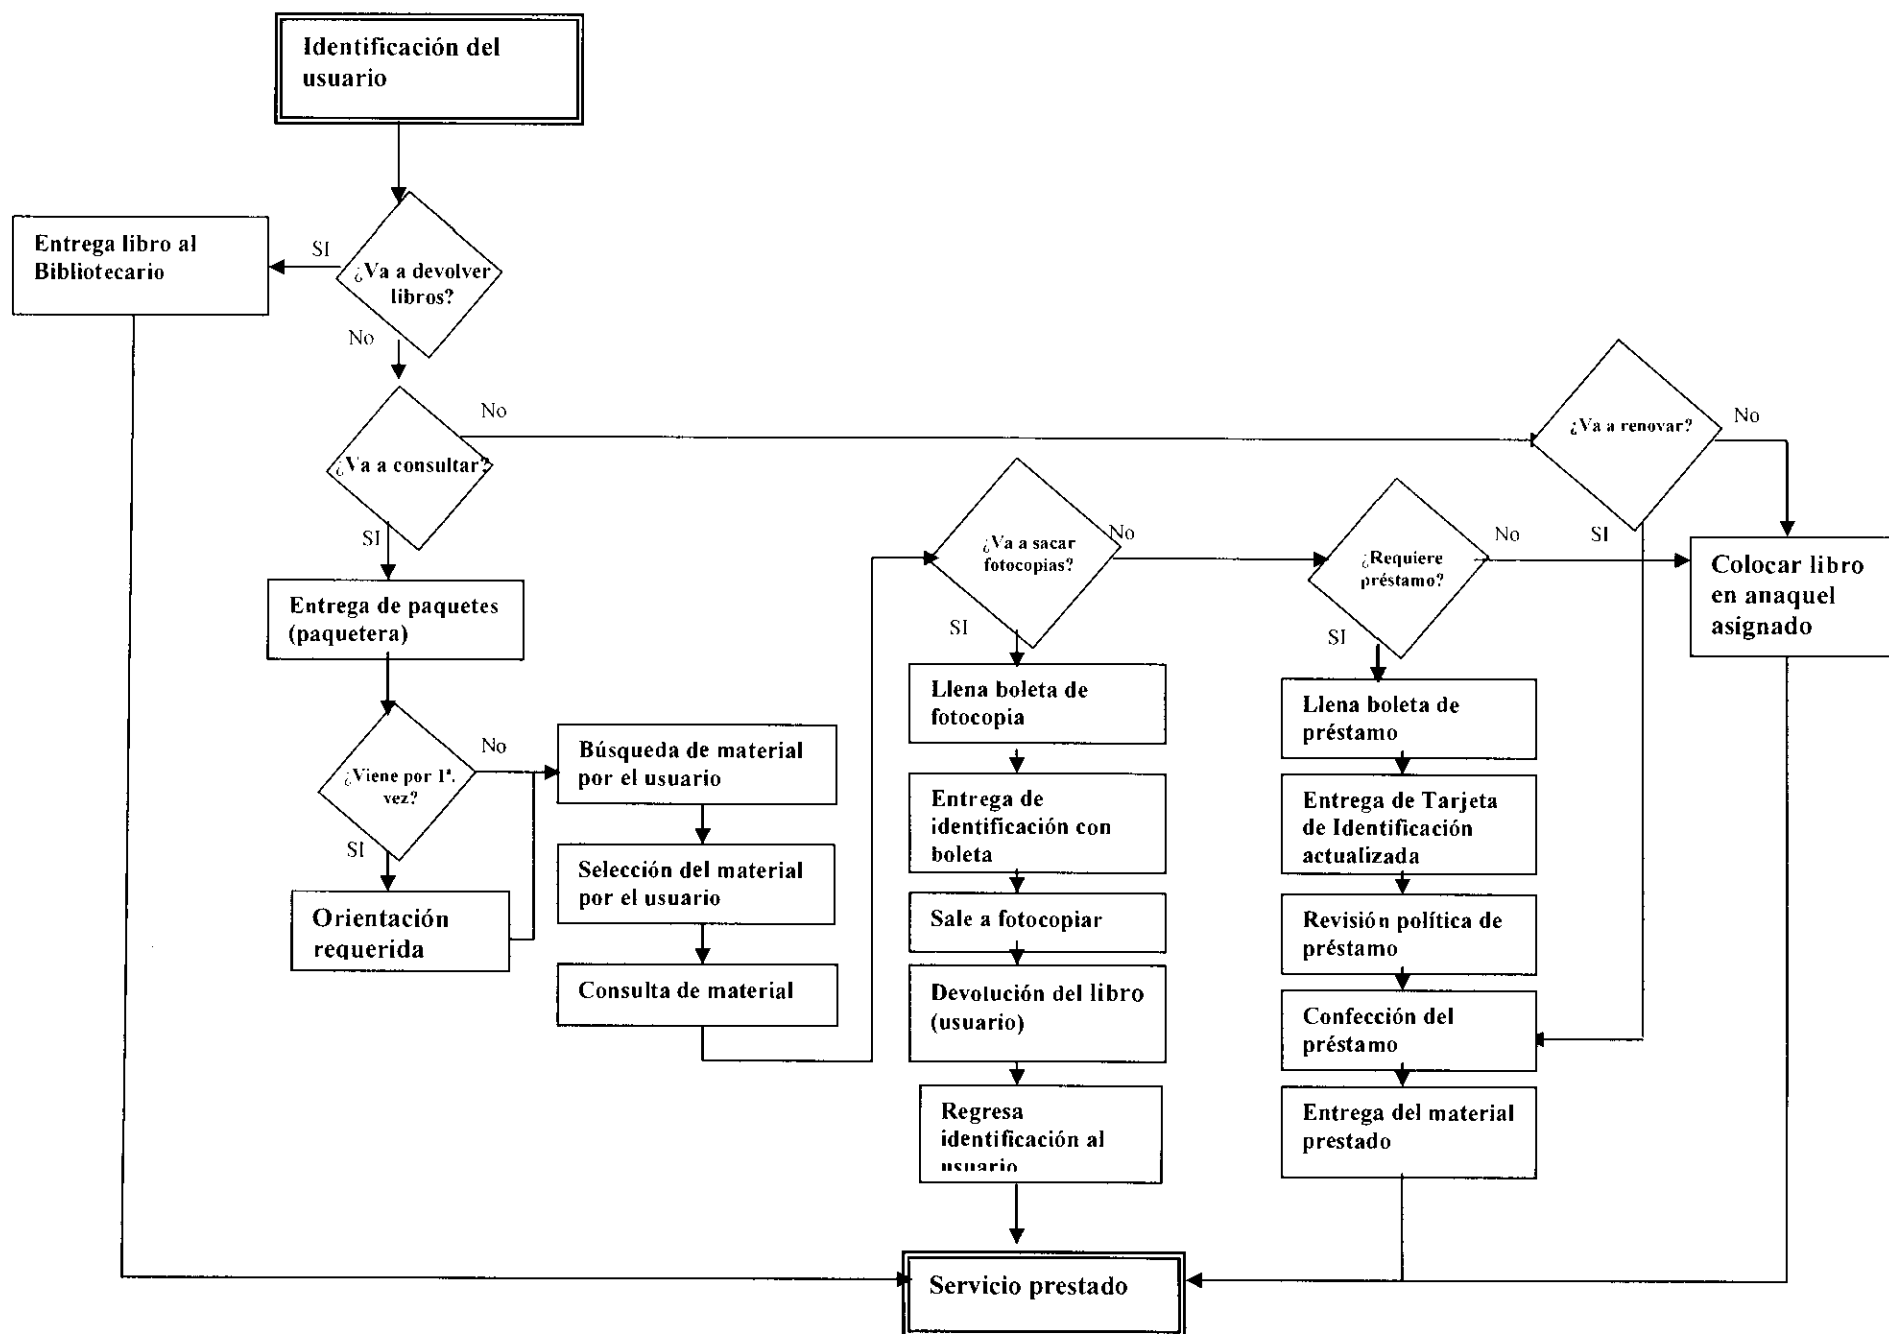 Identificación del
usuario
Entrega libro al
Bibliotecario
SI
¿Va a devolver
libros?
No
No
¿Va a consultar?
SI
¿Va a renovar?
No
SI
Entrega de paquetes
(paquetera)
¿Viene por 1ª.
vez?
No
SI
Orientación
requerida
Búsqueda de material
por el usuario
Selección del material
por el usuario
Consulta de material
¿Va a sacar
fotocopias?
No
SI
Llena boleta de
fotocopia
Entrega de
identificación con
boleta
Sale a fotocopiar
Devolución del libro
(usuario)
Regresa
identificación al
usuario
¿Requiere
préstamo?
No
SI
Llena boleta de
préstamo
Entrega de Tarjeta
de Identificación
actualizada
Revisión política de
préstamo
Confección del
préstamo
Entrega del material
prestado
Colocar libro
en anaquel
asignado
Servicio prestado